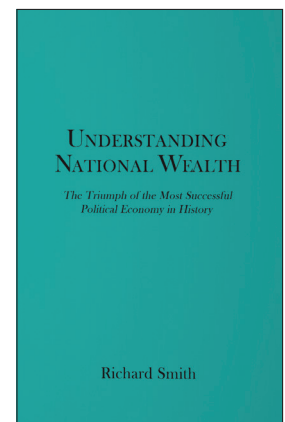 UNDERSTANDING
NATIONAL WEALTH
The Triumph of the Most Successful
Political Economy in History
Richard Smith